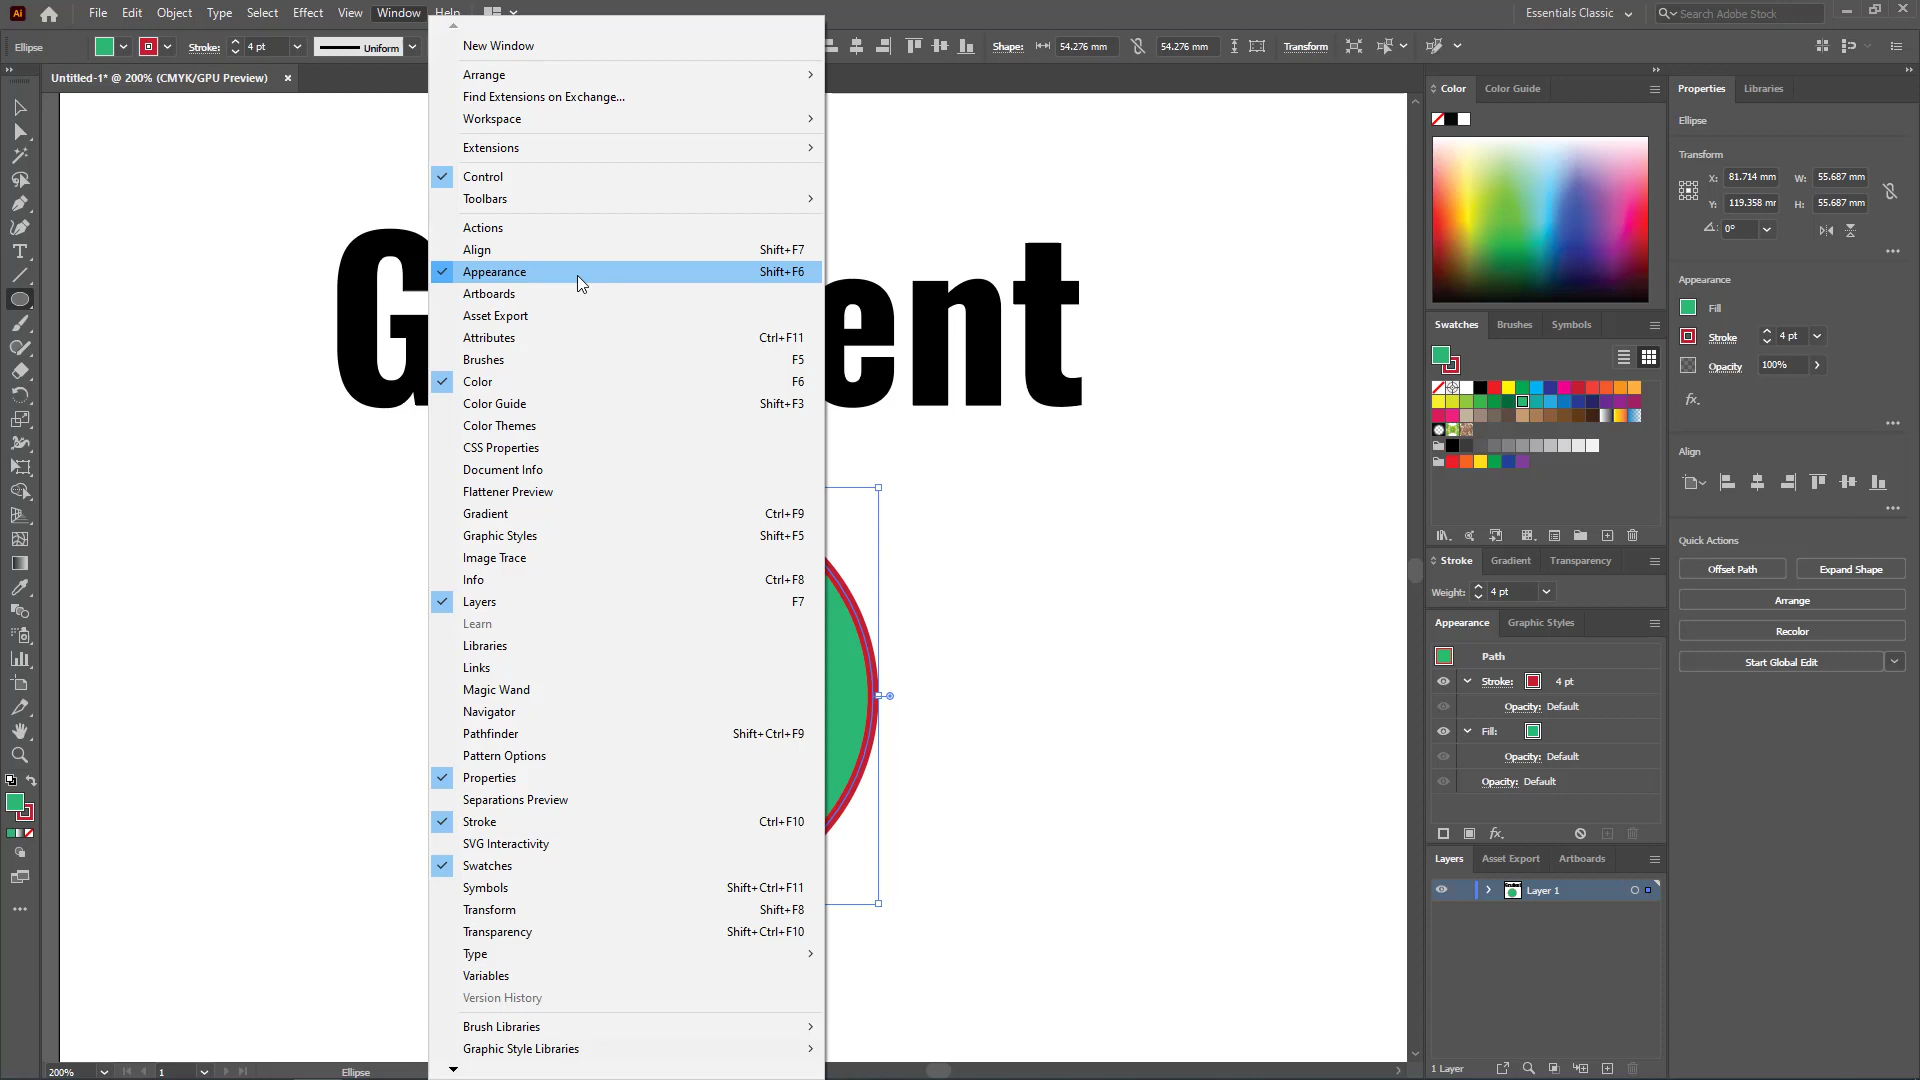 Ai File Edit Object Type Select Effect View Window Help Essentials Classic Search Adobe Stock
Ellipse Stroke: 4 pt Uniform Shape: 54.276 mm 54.276 mm Transform
Untitled-1* @ 200% (CMYK/GPU Preview)
New Window
Arrange
Find Extensions on Exchange...
Workspace
Extensions
Control
Toolbars
Actions
Align Shift+F7
Appearance Shift+F6
Artboards
Asset Export
Attributes Ctrl+F11
Brushes F5
Color F6
Color Guide Shift+F3
Color Themes
CSS Properties
Document Info
Flattener Preview
Gradient Ctrl+F9
Graphic Styles Shift+F5
Image Trace
Info Ctrl+F8
Layers F7
Learn
Libraries
Links
Magic Wand
Navigator
Pathfinder Shift+Ctrl+F9
Pattern Options
Properties
Separations Preview
Stroke Ctrl+F10
SVG Interactivity
Swatches
Symbols Shift+Ctrl+F11
Transform Shift+F8
Transparency Shift+Ctrl+F10
Type
Variables
Version History
Brush Libraries
Graphic Style Libraries
G ent
Color Color Guide
Swatches Brushes Symbols
Stroke Gradient Transparency
Weight: 4 pt
Appearance Graphic Styles
Path
Stroke: 4 pt
Opacity: Default
Fill:
Opacity: Default
Opacity: Default
fx
Layers Asset Export Artboards
Layer 1
1 Layer
Properties Libraries
Ellipse
Transform
X: 81.714 mm W: 55.687 mm
Y: 119.358 mr H: 55.687 mm
0°
Appearance
Fill
Stroke 4 pt
Opacity 100%
fx.
Align
Quick Actions
Offset Path Expand Shape
Arrange
Recolor
Start Global Edit
200% 1 Ellipse